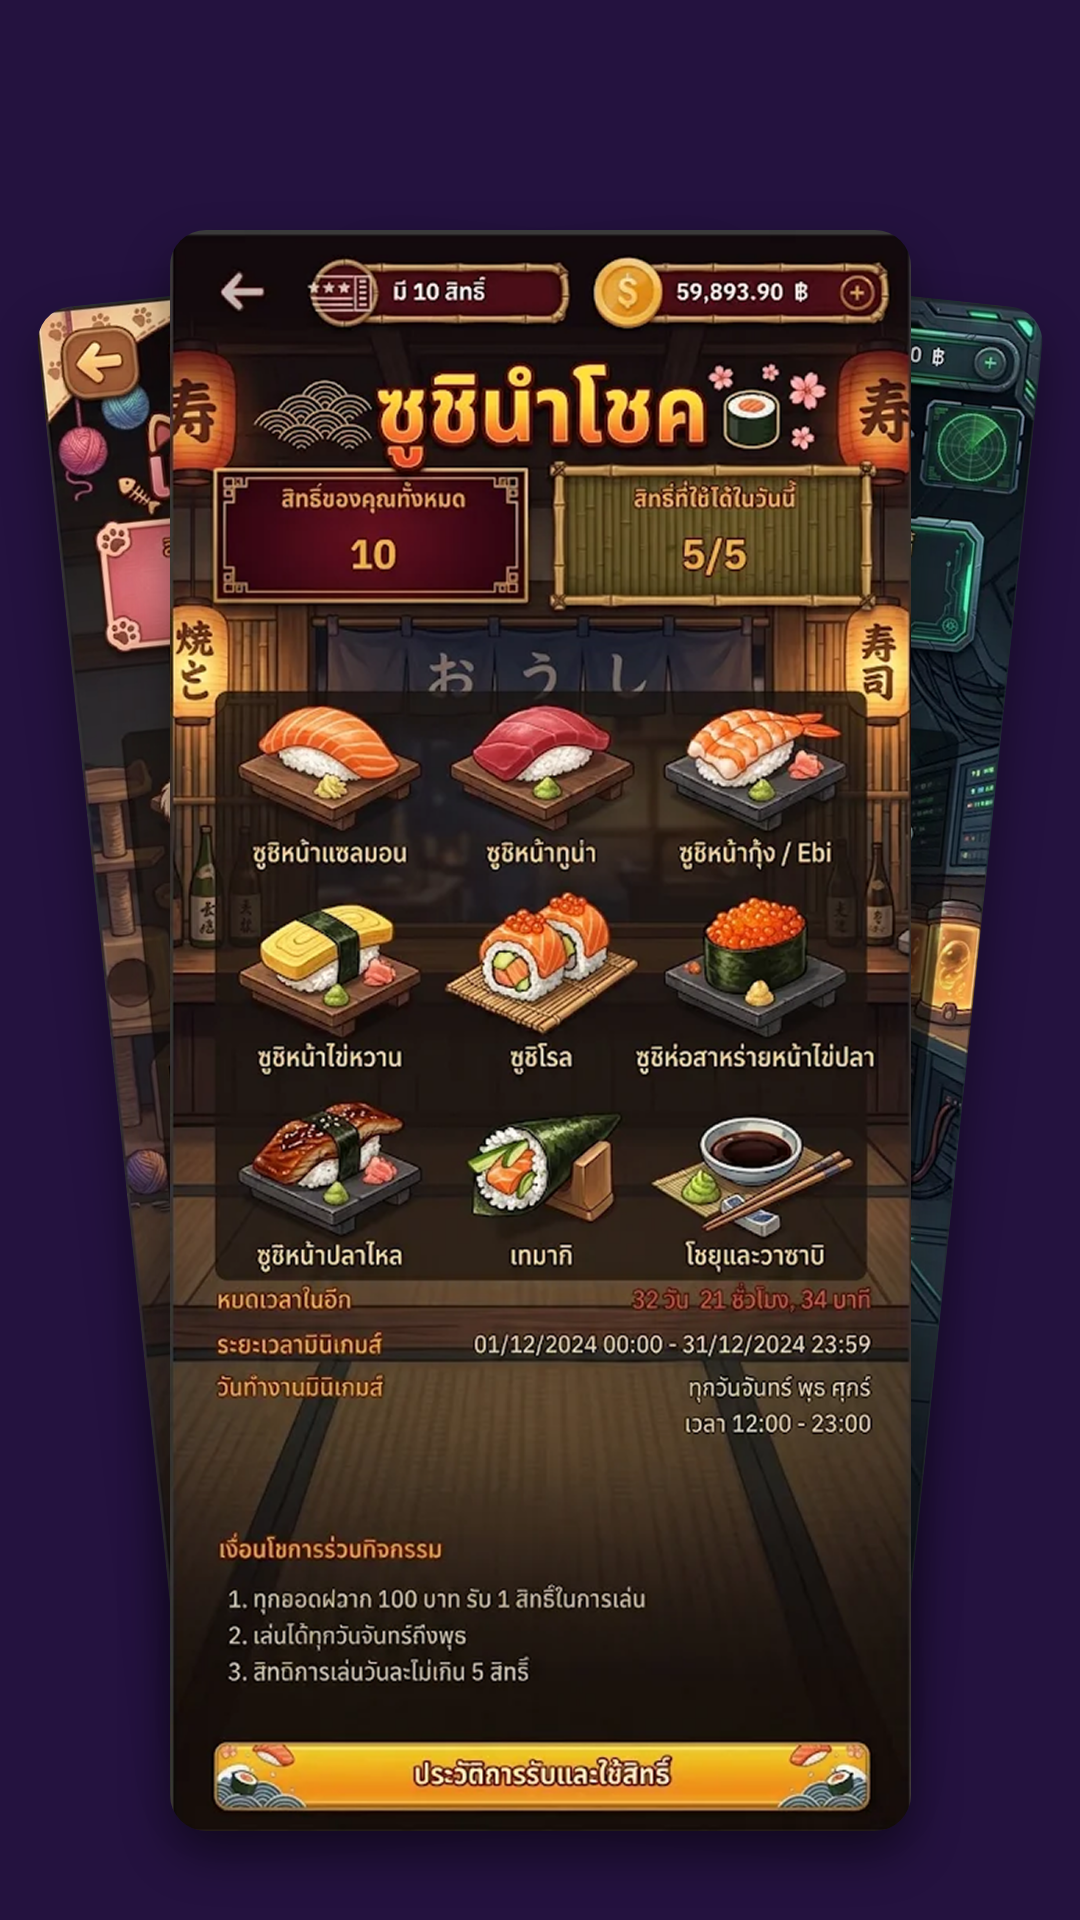 มี 10 สิทธิ์
59,893.90 ฿
0 ฿
ซูชินำโชค
寿
寿
สิทธิ์ของคุณทั้งหมด
10
สิทธิ์ที่ใช้ได้ในวันนี้
5/5
焼と
寿司
おうし
ซูชิหน้าแซลมอน
ซูชิหน้าทูน่า
ซูชิหน้ากุ้ง / Ebi
ซูชิหน้าไข่หวาน
ซูชิโรล
ซูชิห่อสาหร่ายหน้าไข่ปลา
ซูชิหน้าปลาไหล
เทมากิ
โชยุและวาซาบิ
หมดเวลาในอีก
32 วัน 21 ชั่วโมง, 34 นาที
ระยะเวลามินิเกมส์
01/12/2024 00:00 - 31/12/2024 23:59
วันทำงานมินิเกมส์
ทุกวันจันทร์ พุธ ศุกร์
เวลา 12:00 - 23:00
เงื่อนไขการร่วมกิจกรรม
1. ทุกยอดฝาก 100 บาท รับ 1 สิทธิ์ในการเล่น
2. เล่นได้ทุกวันจันทร์ถึงพุธ
3. สิทธิการเล่นวันละไม่เกิน 5 สิทธิ์
ประวัติการรับและใช้สิทธิ์